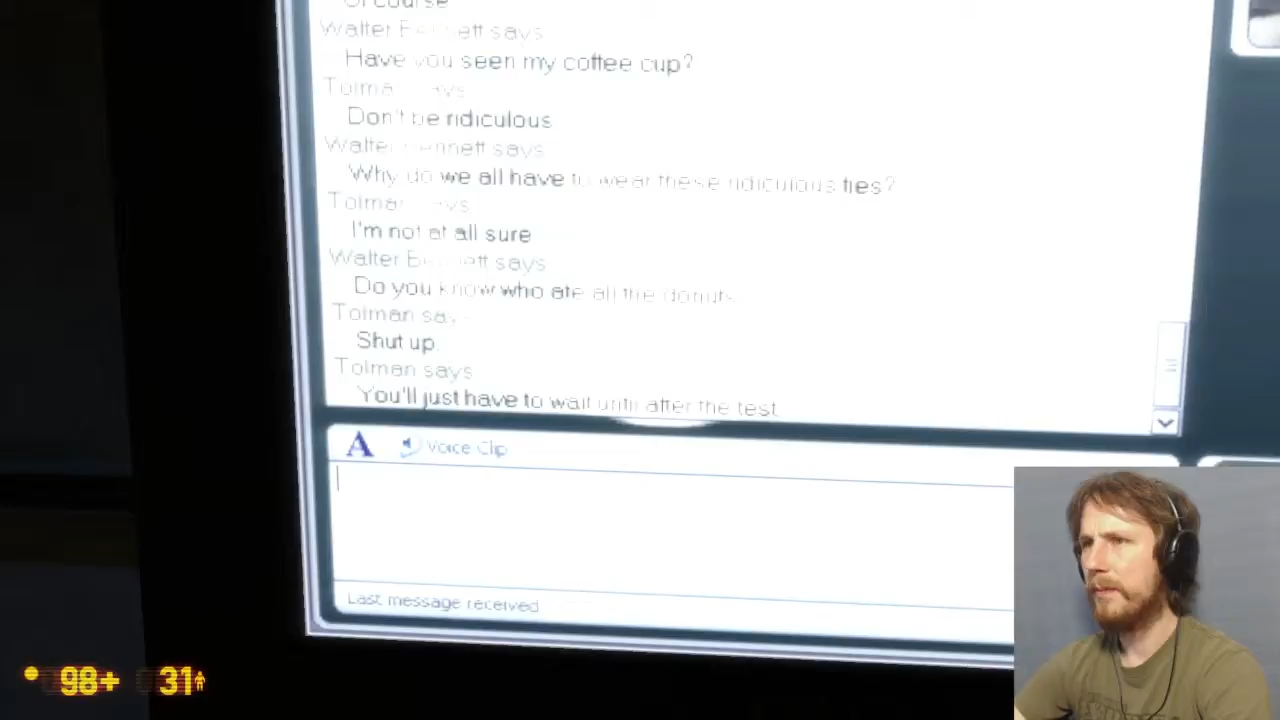 Of course
Walter Bennett says
Have you seen my coffee cup?
Tolman says
Don't be ridiculous
Walter Bennett says
Why do we all have to wear these ridiculous ties?
Tolman says
I'm not at all sure
Walter Bennett says
Do you know who ate all the donuts
Tolman says
Shut up
Tolman says
You'll just have to wait until after the test
A Voice Clip
Last message received
98+ 31